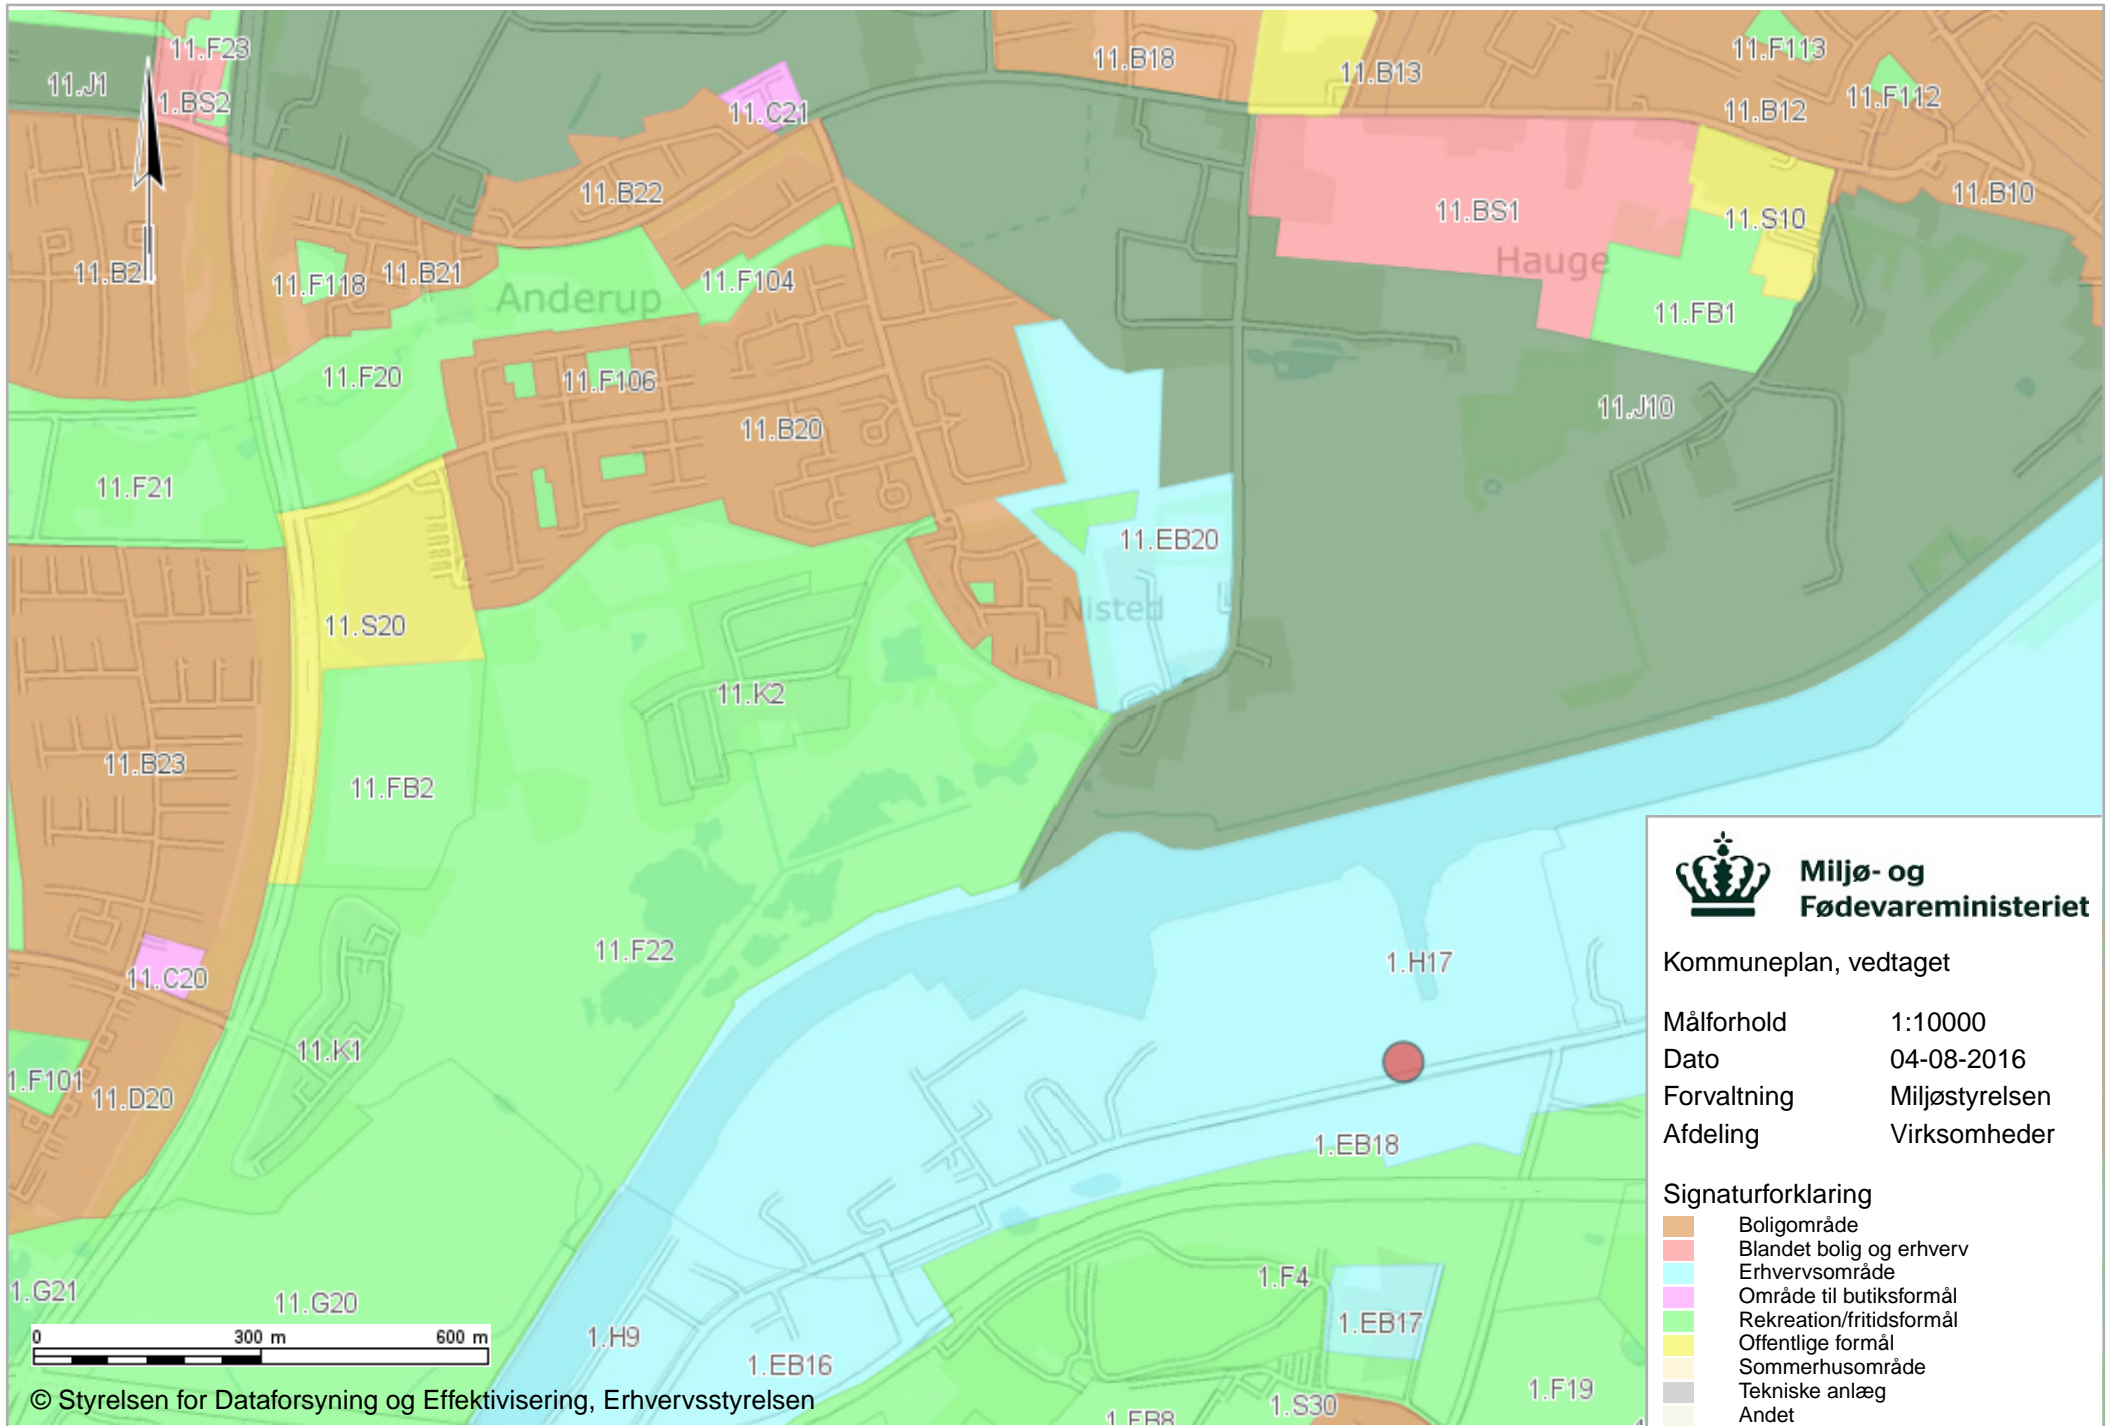 11.F23
11.J1
1.BS2
11.C21
11.B18
11.B13
11.F113
11.F112
11.B12
11.B10
11.B22
11.BS1
11.S10
Hauge
11.B2
11.F118
11.B21
Anderup
11.F104
11.FB1
11.F20
11.F106
11.J10
11.B20
11.F21
11.EB20
Nisted
11.S20
11.K2
11.B23
11.FB2
11.F22
11.C20
1.H17
11.K1
1.F101
11.D20
1.EB18
1.G21
11.G20
1.F4
1.H9
1.EB17
1.EB16
1.F19
1.S30
1.EB8
0 300 m 600 m
© Styrelsen for Dataforsyning og Effektivisering, Erhvervsstyrelsen
Miljø- og
Fødevareministeriet
Kommuneplan, vedtaget
Målforhold 1:10000
Dato 04-08-2016
Forvaltning Miljøstyrelsen
Afdeling Virksomheder
Signaturforklaring
Boligområde
Blandet bolig og erhverv
Erhvervsområde
Område til butiksformål
Rekreation/fritidsformål
Offentlige formål
Sommerhusområde
Tekniske anlæg
Andet